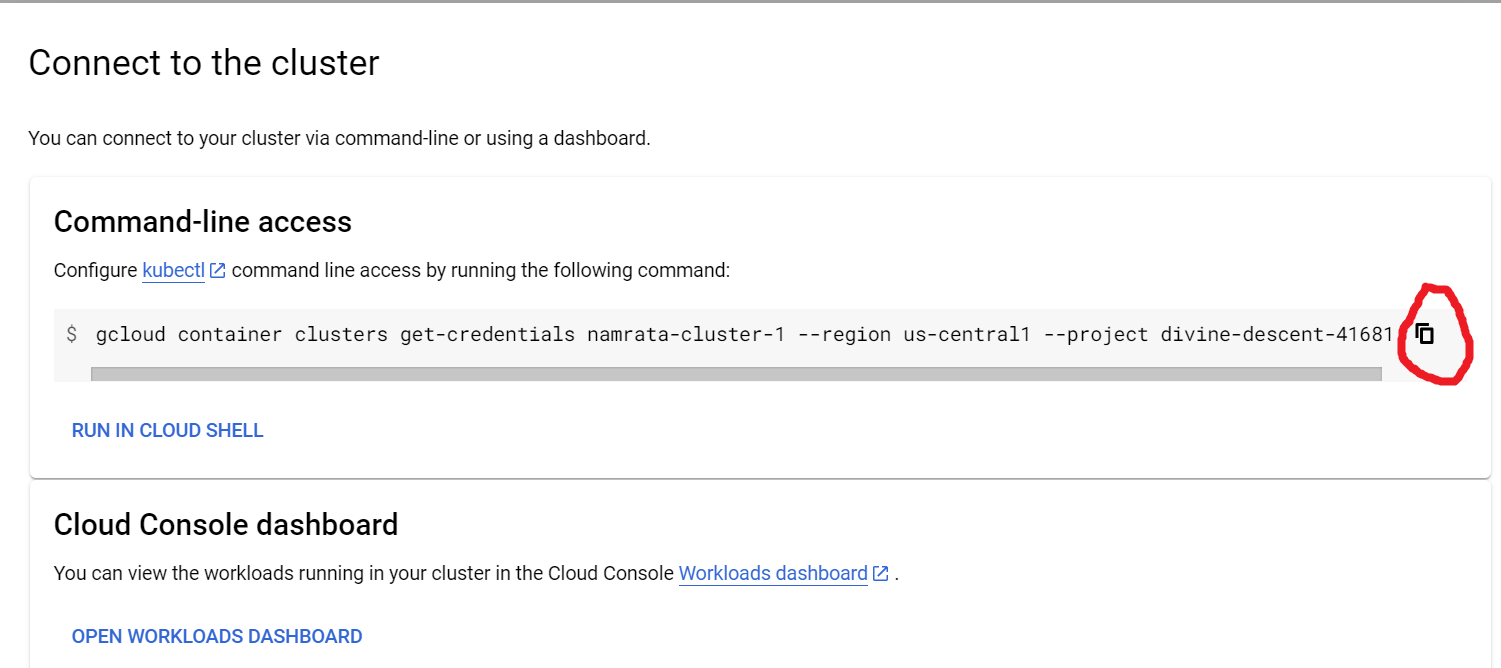 Connect to the cluster
You can connect to your cluster via command-line or using a dashboard.
Command-line access
Configure kubectl command line access by running the following command:
$ gcloud container clusters get-credentials namrata-cluster-1 --region us-central1 --project divine-descent-41681
RUN IN CLOUD SHELL
Cloud Console dashboard
You can view the workloads running in your cluster in the Cloud Console Workloads dashboard .
OPEN WORKLOADS DASHBOARD